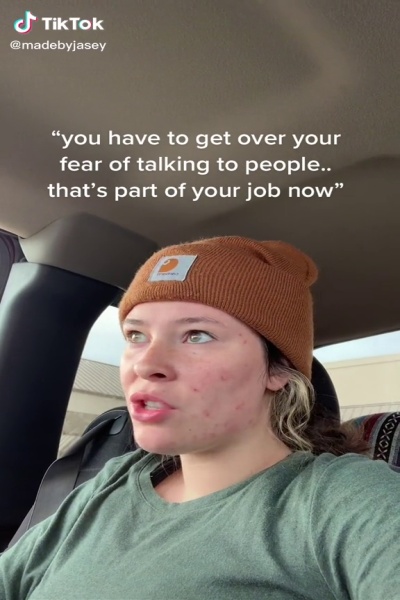 TikTok
@madebyjasey
“you have to get over your
fear of talking to people..
that’s part of your job now”